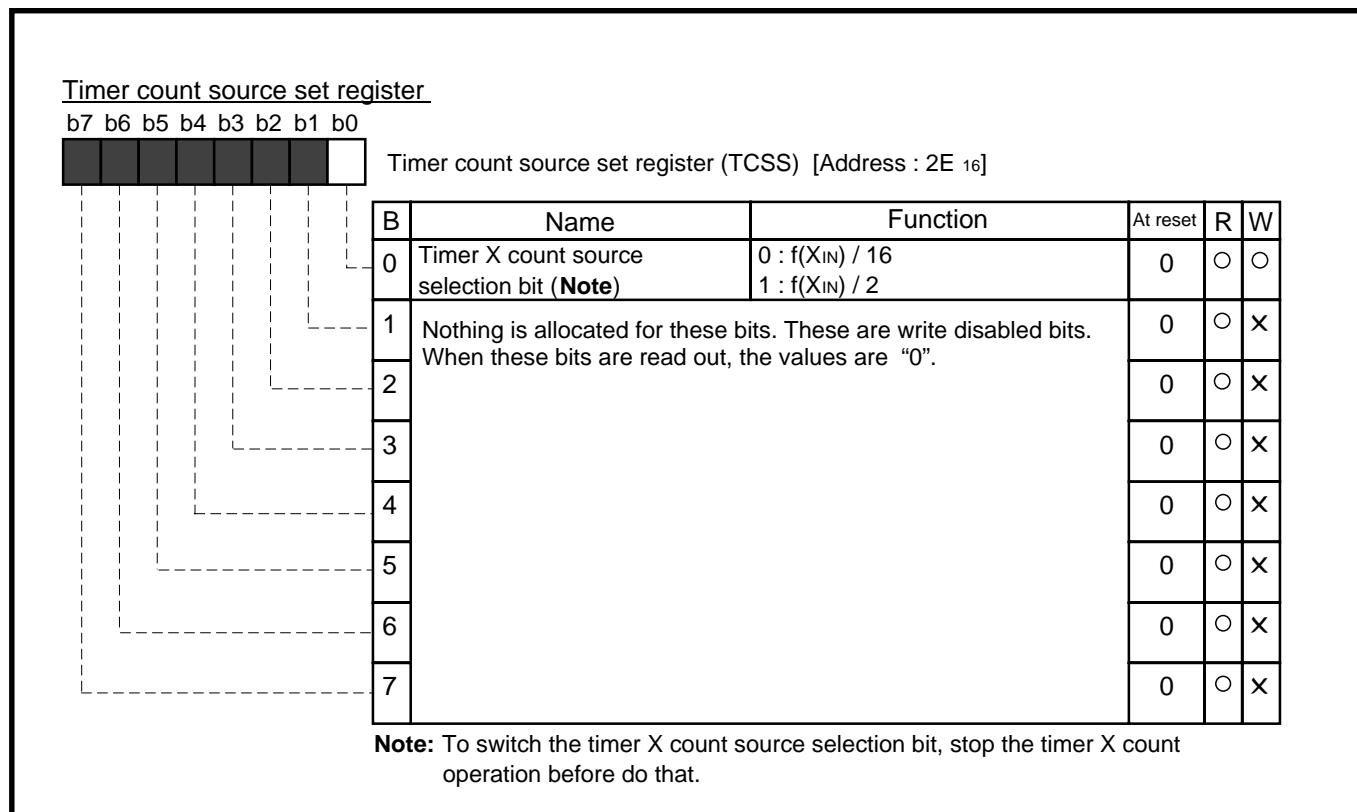 Timer count source set register
b7 b6 b5 b4 b3 b2 b1 b0
Timer count source set register (TCSS) [Address : 2E 16]
B Name Function At reset R W
0 Timer X count source selection bit (Note) 0 : f(XIN) / 16 0 ○ ○
1 : f(XIN) / 2
1 Nothing is allocated for these bits. These are write disabled bits. 0 ○ ×
When these bits are read out, the values are “0”.
2 0 ○ ×
3 0 ○ ×
4 0 ○ ×
5 0 ○ ×
6 0 ○ ×
7 0 ○ ×
Note: To switch the timer X count source selection bit, stop the timer X count
operation before do that.